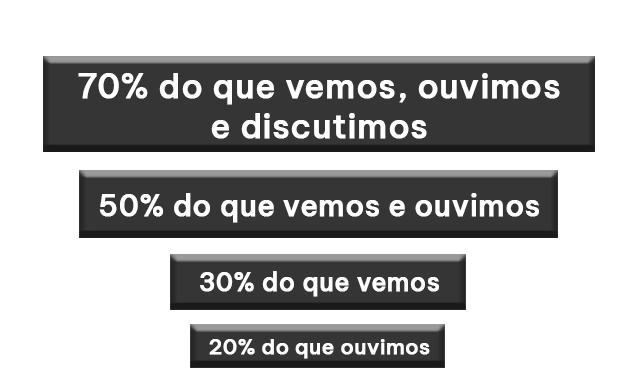 70% do que vemos, ouvimos
e discutimos
50% do que vemos e ouvimos
30% do que vemos
20% do que ouvimos